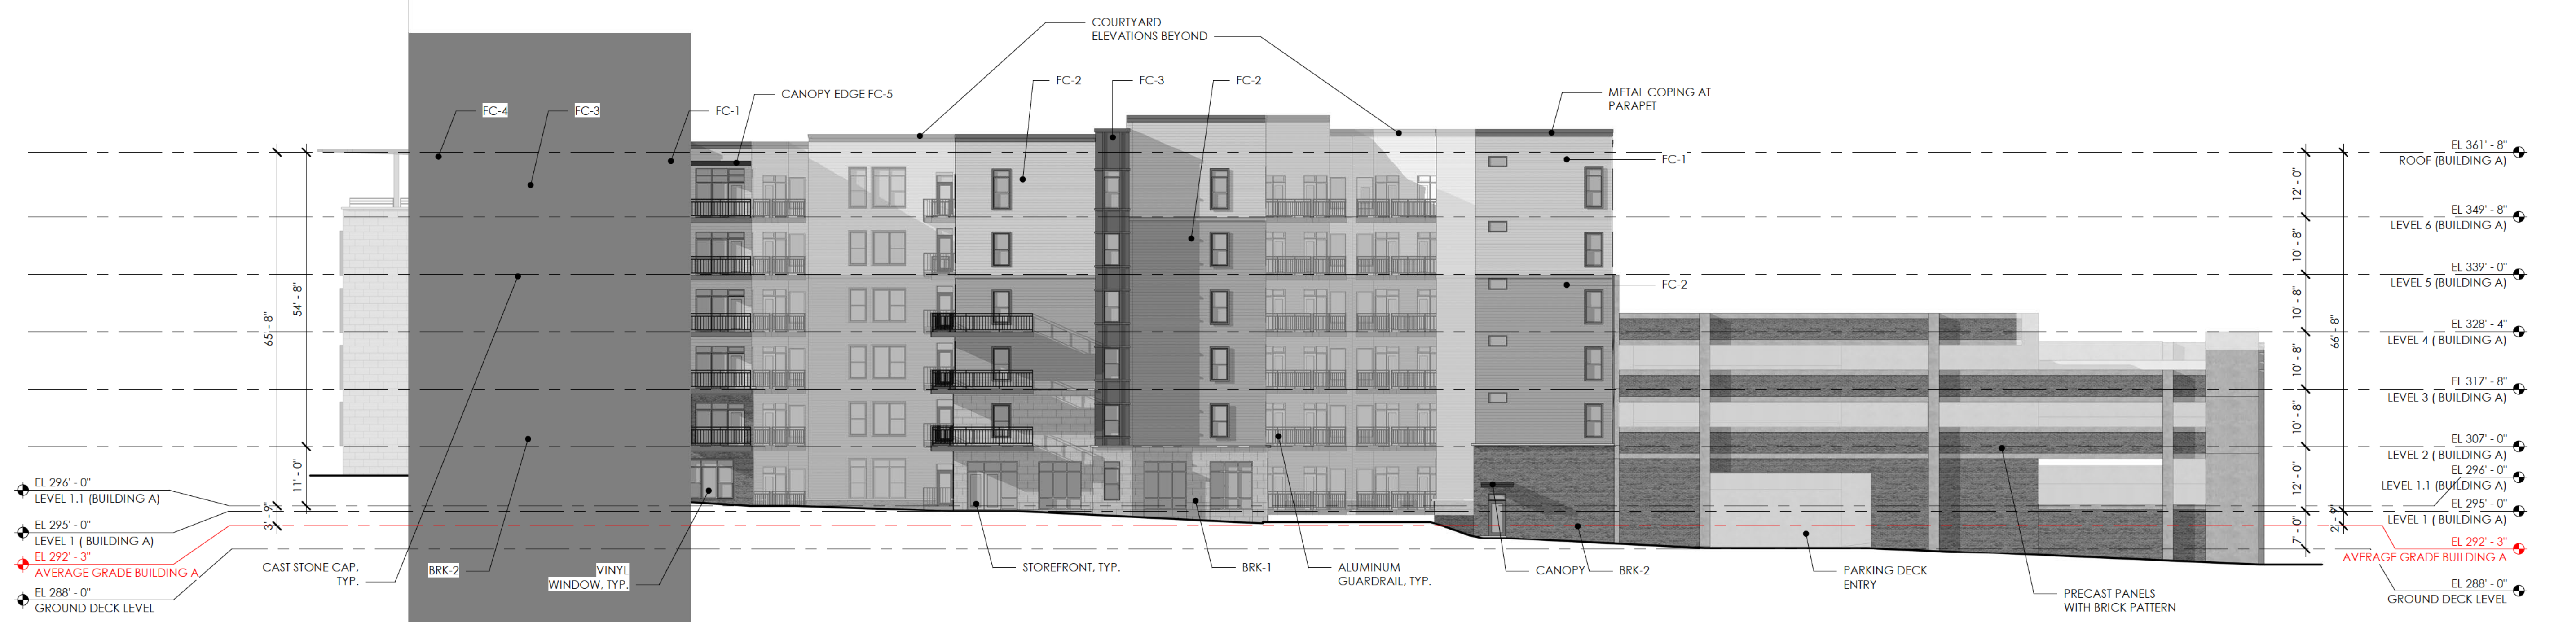 COURTYARD
ELEVATIONS BEYOND
FC-4
FC-3
FC-1
CANOPY EDGE FC-5
FC-2
FC-3
FC-2
METAL COPING AT
PARAPET
FC-1
FC-2
EL 361' - 8"
ROOF (BUILDING A)
12' - 0"
EL 349' - 8"
LEVEL 6 (BUILDING A)
10' - 8"
EL 339' - 0"
LEVEL 5 (BUILDING A)
10' - 8"
EL 328' - 4"
LEVEL 4 ( BUILDING A)
10' - 8"
66' - 8"
EL 317' - 8"
LEVEL 3 ( BUILDING A)
10' - 8"
EL 307' - 0"
LEVEL 2 ( BUILDING A)
12' - 0"
EL 296' - 0"
LEVEL 1.1 (BUILDING A)
EL 295' - 0"
LEVEL 1 ( BUILDING A)
2' - 9"
7' - 0"
EL 292' - 3"
AVERAGE GRADE BUILDING A
EL 288' - 0"
GROUND DECK LEVEL
65' - 8"
54' - 8"
11' - 0"
3' - 9"
EL 296' - 0"
LEVEL 1.1 (BUILDING A)
EL 295' - 0"
LEVEL 1 ( BUILDING A)
EL 292' - 3"
AVERAGE GRADE BUILDING A
EL 288' - 0"
GROUND DECK LEVEL
CAST STONE CAP,
TYP.
BRK-2
VINYL
WINDOW, TYP.
STOREFRONT, TYP.
BRK-1
ALUMINUM
GUARDRAIL, TYP.
CANOPY
BRK-2
PARKING DECK
ENTRY
PRECAST PANELS
WITH BRICK PATTERN